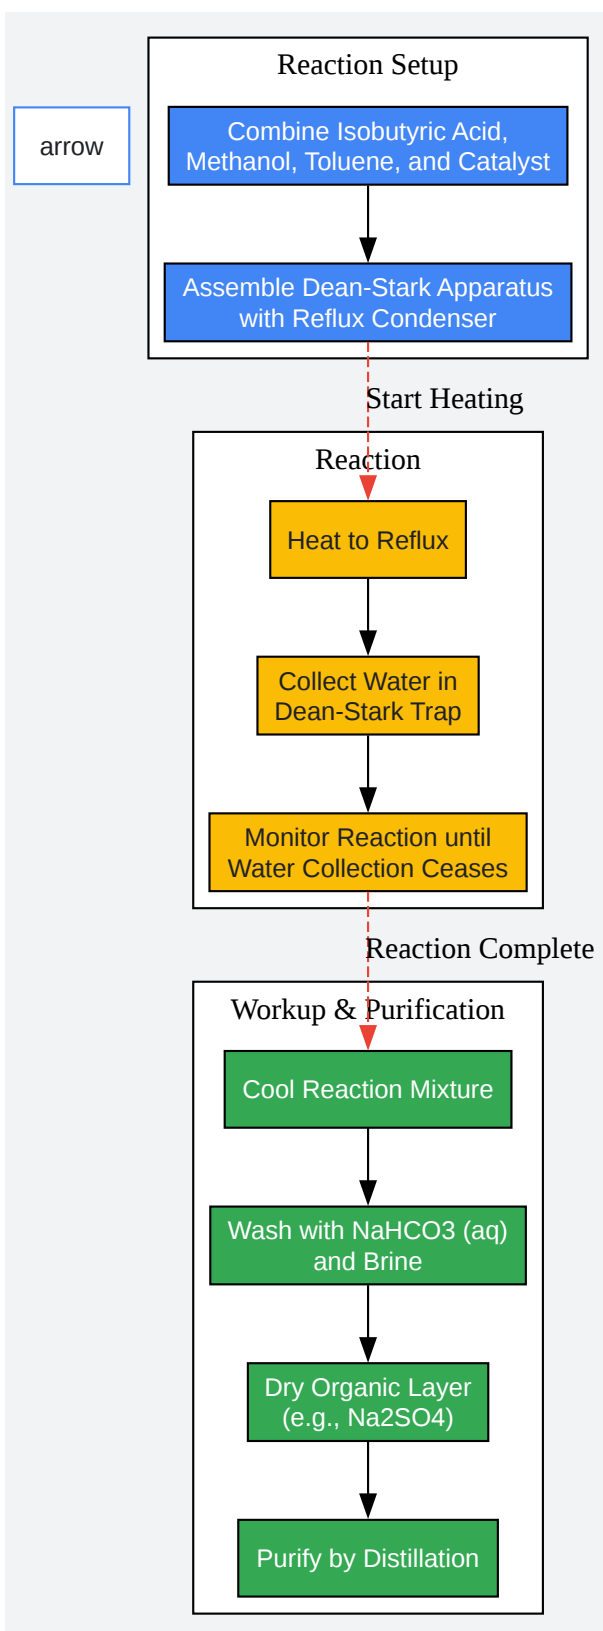 Reaction Setup
arrow
Combine Isobutyric Acid,
Methanol, Toluene, and Catalyst
Assemble Dean-Stark Apparatus
with Reflux Condenser
Start Heating
Reaction
Heat to Reflux
Collect Water in
Dean-Stark Trap
Monitor Reaction until
Water Collection Ceases
Reaction Complete
Workup & Purification
Cool Reaction Mixture
Wash with NaHCO3 (aq)
and Brine
Dry Organic Layer
(e.g., Na2SO4)
Purify by Distillation